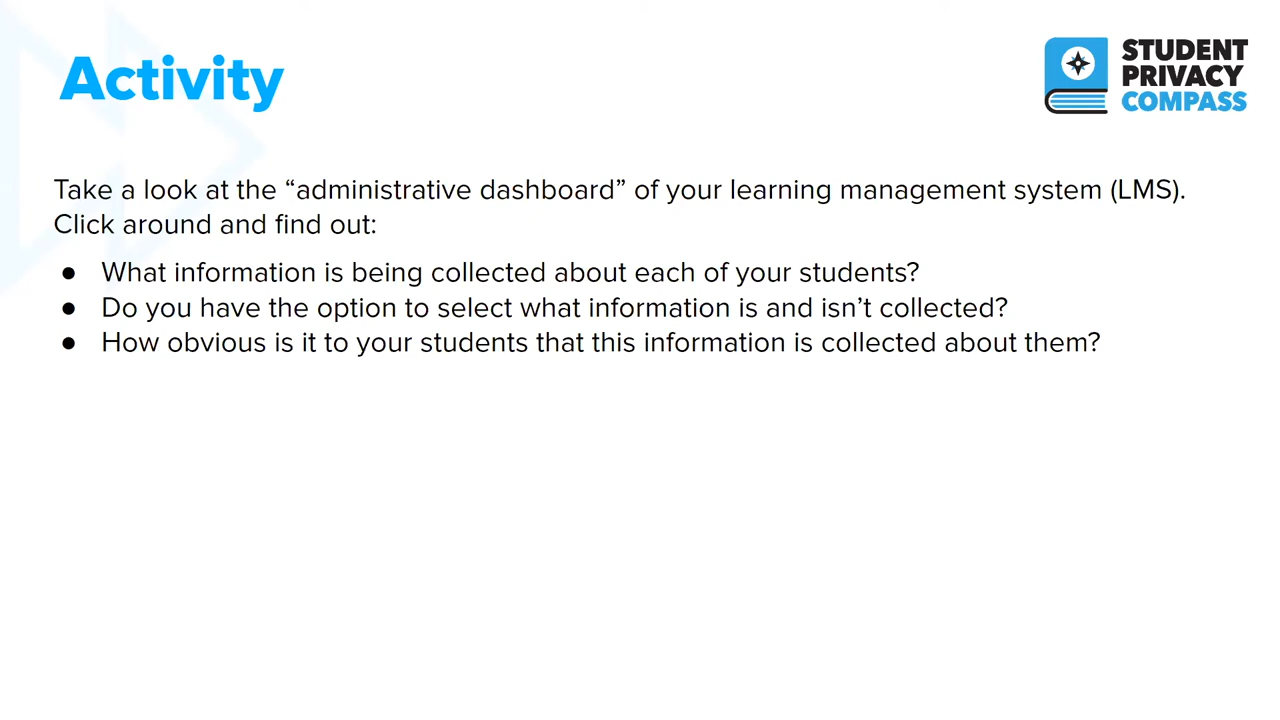 Activity
STUDENT
PRIVACY
COMPASS
Take a look at the “administrative dashboard” of your learning management system (LMS).
Click around and find out:
● What information is being collected about each of your students?
● Do you have the option to select what information is and isn’t collected?
● How obvious is it to your students that this information is collected about them?